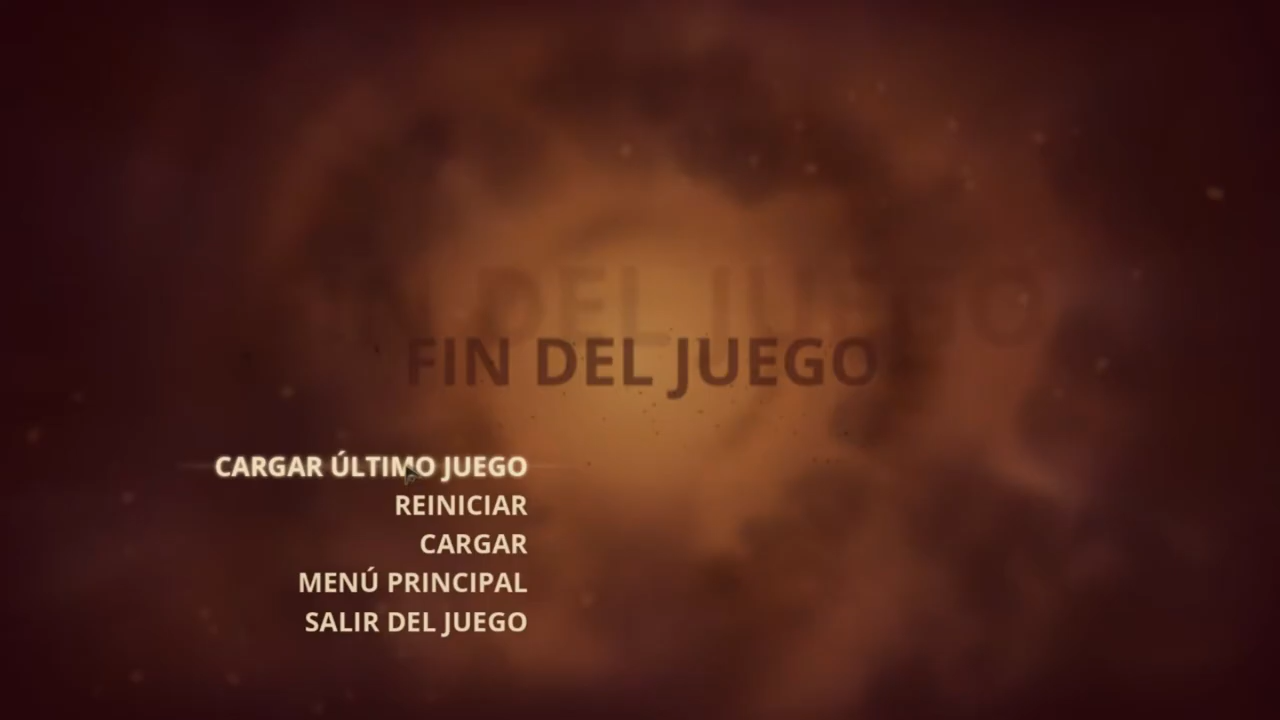 FIN DEL JUEGO
CARGAR ÚLTIMO JUEGO
REINICIAR
CARGAR
MENÚ PRINCIPAL
SALIR DEL JUEGO